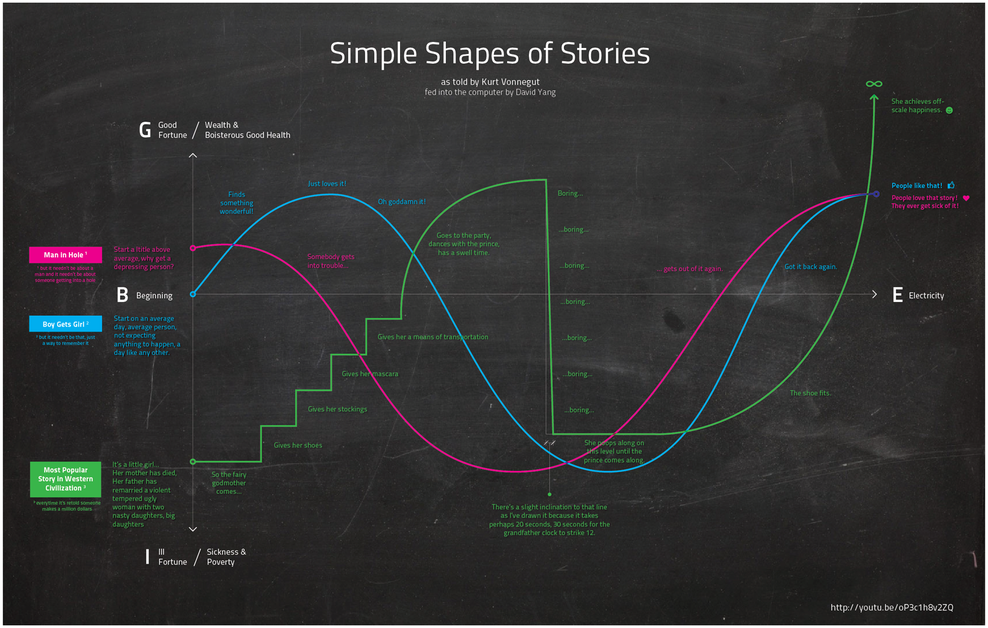 Simple Shapes of Stories
as told by Kurt Vonnegut
fed into the computer by David Yang
G
Good
Fortune
/
Wealth &
Boisterous Good Health
∞
She achieves off-
scale happiness.
Finds
something
wonderful!
Just loves it!
Oh goddamn it!
Boring...
...boring...
...boring...
...boring...
...boring...
...boring...
...boring...
People like that!
People love that story!
They ever get sick of it!
Man in Hole ¹
¹ but it needn't be about a
man and it needn't be about
someone getting into a hole.
Start a little above
average, why get a
depressing person?
Somebody gets
into trouble...
Goes to the party,
dances with the prince,
has a swell time.
... gets out of it again.
Got it back again.
B
Beginning
E
Electricity
Boy Gets Girl ²
² but it needn't be that, just
a way to remember it.
Start on an average
day, average person,
not expecting
anything to happen, a
day like any other.
Gives her a means of transportation
Gives her mascara
Gives her stockings
Gives her shoes
The shoe fits.
She poops along on
this level until the
prince comes along.
Most Popular
Story in Western
Civilization ³
³ everytime it's retold someone
makes a million dollars.
It's a little girl...
Her mother has died,
Her father has
remarried a violent
tempered ugly
woman with two
nasty daughters, big
daughters
So the fairy
godmother
comes...
There's a slight inclination to that line
as I've drawn it because it takes
perhaps 20 seconds, 30 seconds for the
grandfather clock to strike 12.
I
Ill
Fortune
/
Sickness &
Poverty
http://youtu.be/oP3c1h8v2ZQ